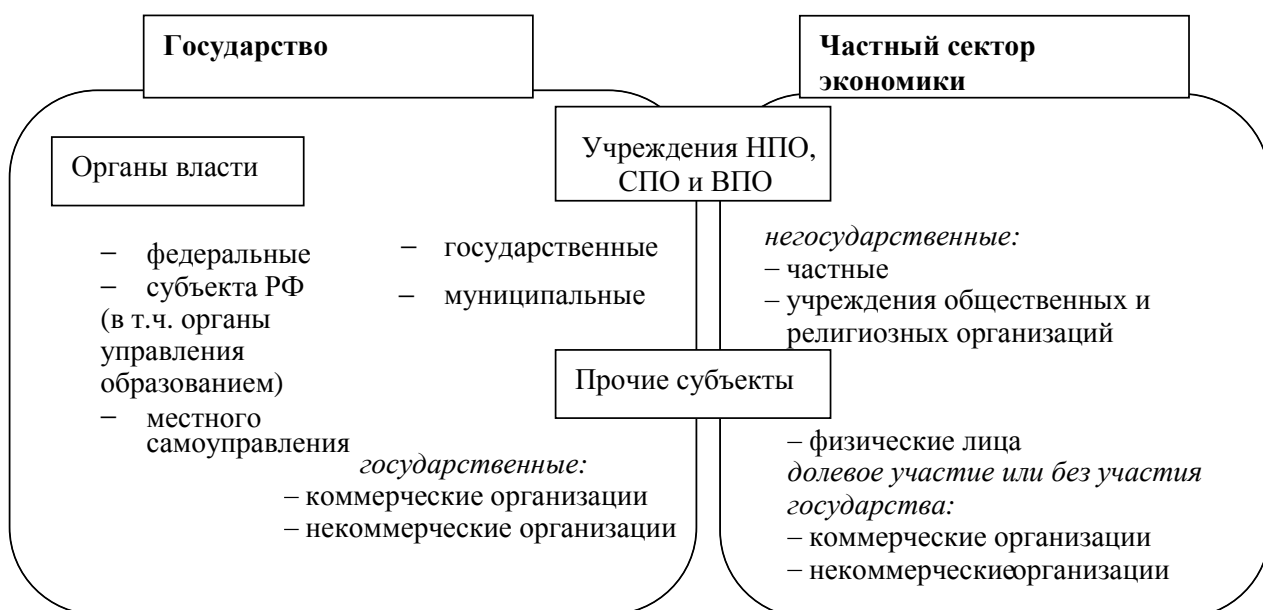 Государство
Частный сектор
экономики
Учреждения НПО,
СПО и ВПО
Органы власти
– федеральные
– субъекта РФ
(в т.ч. органы
управления
образованием)
– местного
самоуправления
– государственные
– муниципальные
негосударственные:
– частные
– учреждения общественных и
религиозных организаций
Прочие субъекты
государственные:
– коммерческие организации
– некоммерческие организации
– физические лица
долевое участие или без участия
государства:
– коммерческие организации
– некоммерческиеорганизации